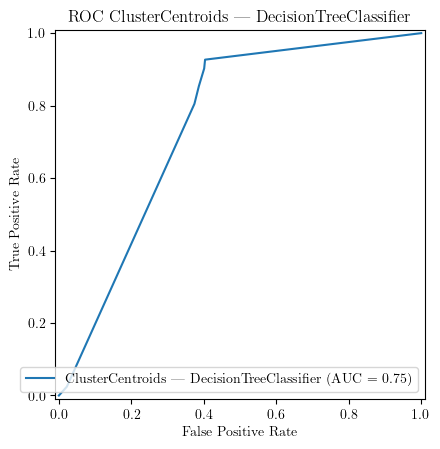 ROC ClusterCentroids — DecisionTreeClassifier
1.0
0.8
0.6
0.4
0.2
0.0
True Positive Rate
ClusterCentroids — DecisionTreeClassifier (AUC = 0.75)
0.0 0.2 0.4 0.6 0.8 1.0
False Positive Rate